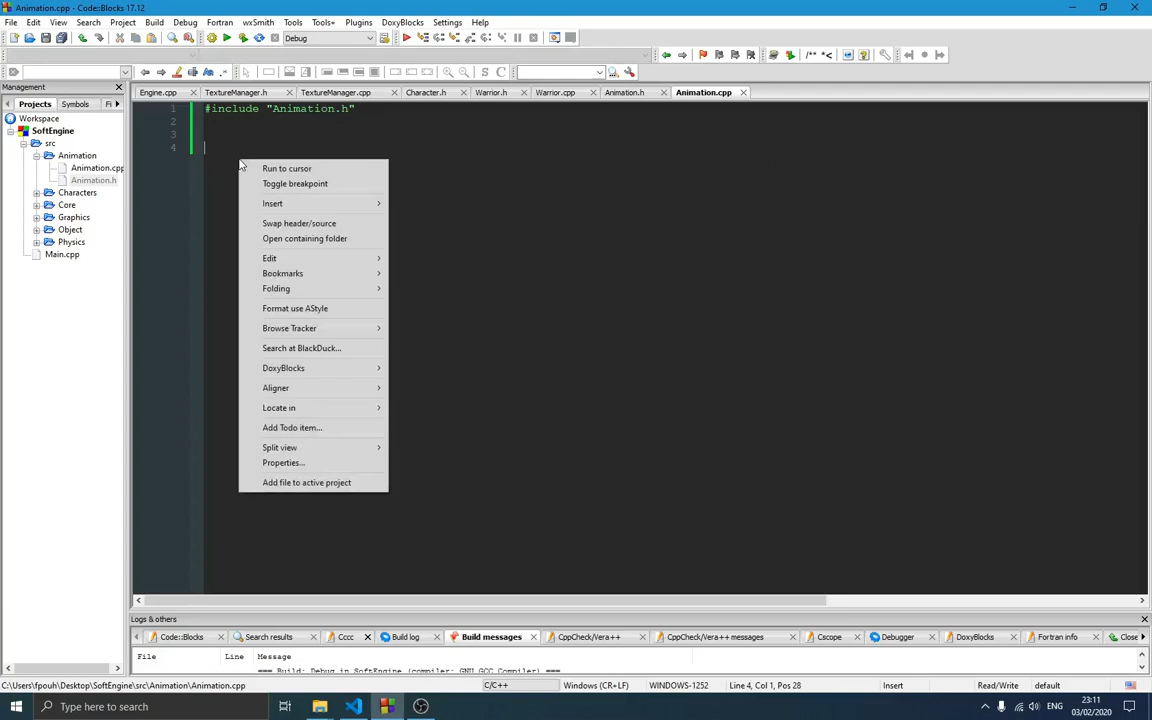 Animation.cpp - Code::Blocks 17.12
File Edit View Search Project Build Debug Fortran wxSmith Tools Tools+ Plugins DoxyBlocks Settings Help
Debug
/** *<
S C
Management
Engine.cpp TextureManager.h TextureManager.cpp Character.h Warrior.h Warrior.cpp Animation.h Animation.cpp
Projects Symbols Fi
Workspace
SoftEngine
src
Animation
Animation.cpp
Animation.h
Characters
Core
Graphics
Object
Physics
Main.cpp
1 #include "Animation.h"
2
3
4
Run to cursor
Toggle breakpoint
Insert
Swap header/source
Open containing folder
Edit
Bookmarks
Folding
Format use AStyle
Browse Tracker
Search at BlackDuck...
DoxyBlocks
Aligner
Locate in
Add Todo item...
Split view
Properties...
Add file to active project
Logs & others
Code::Blocks Search results Cccc Build log Build messages CppCheck/Vera++ CppCheck/Vera++ messages Cscope Debugger DoxyBlocks Fortran info Close
File Line Message
=== Build: Debug in SoftEngine (compiler: GNU GCC Compiler) ===
C:\Users\fpouh\Desktop\SoftEngine\src\Animation\Animation.cpp C/C++ Windows (CR+LF) WINDOWS-1252 Line 4, Col 1, Pos 28 Insert Read/Write default
Type here to search
ENG
23:11
03/02/2020